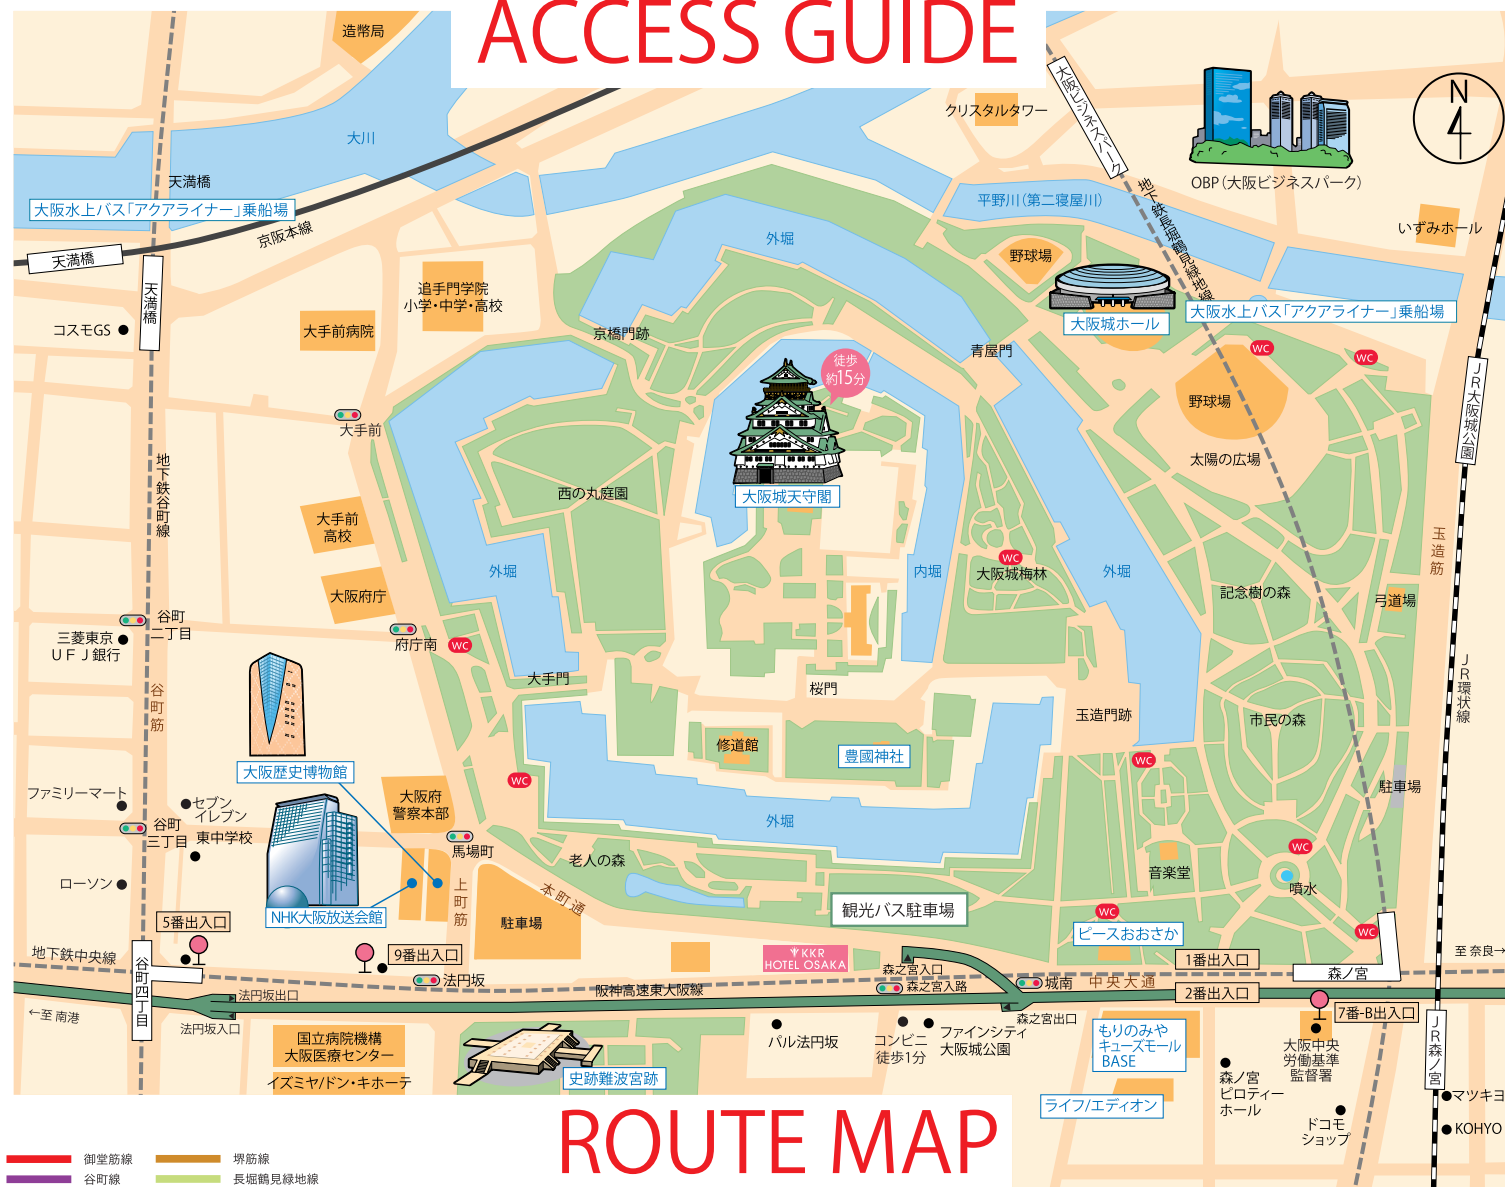 ACCESS GUIDE
造幣局
大川
天満橋
大阪水上バス「アクアライナー」乗船場
京阪本線
天満橋
天満橋
コスモGS
大手前病院
追手門学院
小学・中学・高校
大手前
京橋門跡
外堀
クリスタルタワー
大阪ビジネスパーク
地下鉄長堀鶴見緑地線
平野川(第二寝屋川)
OBP(大阪ビジネスパーク)
N
いずみホール
野球場
大阪城ホール
大阪水上バス「アクアライナー」乗船場
青屋門
WC
WC
JR大阪城公園
野球場
太陽の広場
徒歩
約15分
大阪城天守閣
西の丸庭園
地下鉄谷町線
大手前
高校
大阪府庁
外堀
内堀
WC
大阪城梅林
外堀
記念樹の森
弓道場
玉造筋
谷町
二丁目
三菱東京
UFJ銀行
府庁南
WC
大手門
桜門
玉造門跡
市民の森
JR環状線
谷町筋
修道館
豊國神社
大阪歴史博物館
WC
WC
駐車場
ファミリーマート
セブン
イレブン
谷町
三丁目
東中学校
大阪府
警察本部
馬場町
外堀
老人の森
音楽堂
WC
噴水
ローソン
NHK大阪放送会館
上町筋
本町通
駐車場
観光バス駐車場
WC
ピースおおさか
WC
5番出入口
9番出入口
地下鉄中央線
谷町四丁目
法円坂
KKR
HOTEL OSAKA
森之宮入口
1番出入口
森ノ宮
至 奈良→
法円坂出口
阪神高速東大阪線
森之宮入路
城南
中央大通
2番出入口
←至 南港
法円坂入口
森之宮出口
7番-B出入口
国立病院機構
大阪医療センター
イズミヤ/ドン・キホーテ
史跡難波宮跡
パル法円坂
コンビニ
徒歩1分
ファインシティ
大阪城公園
もりのみや
キューズモール
BASE
ライフ/エディオン
森ノ宮
ピロティー
ホール
大阪中央
労働基準
監督署
ドコモ
ショップ
JR森ノ宮
マツキヨ
KOHYO
ROUTE MAP
御堂筋線
堺筋線
谷町線
長堀鶴見緑地線